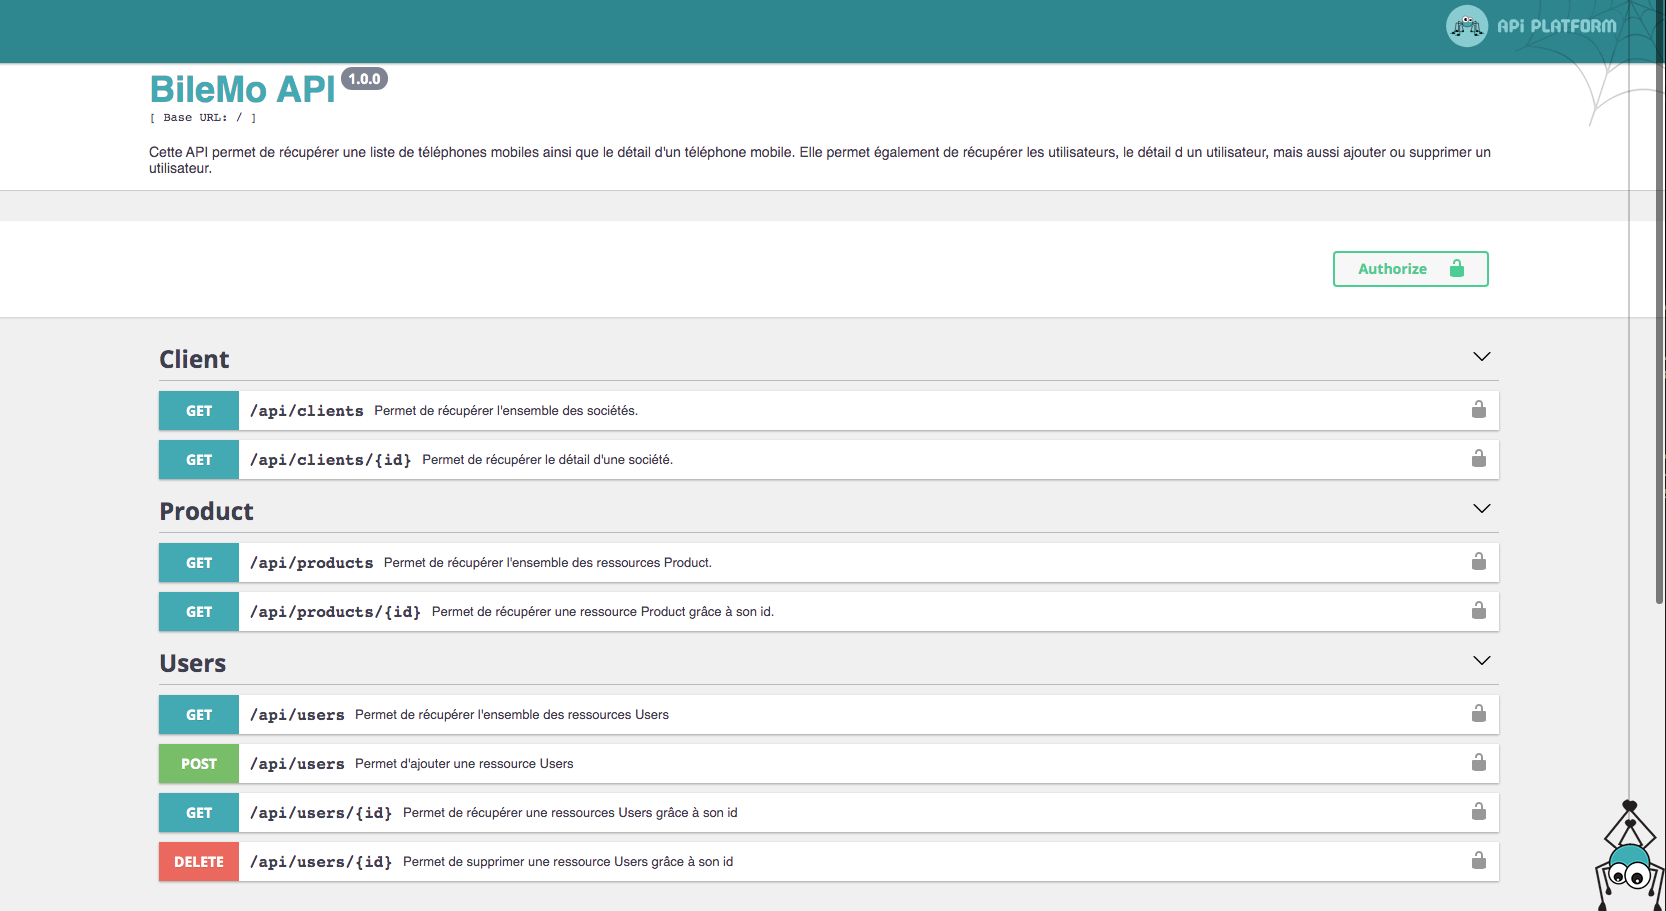 APi PLATFORM
BileMo API 1.0.0
[ Base URL: / ]
Cette API permet de récupérer une liste de téléphones mobiles ainsi que le détail d'un téléphone mobile. Elle permet également de récupérer les utilisateurs, le détail d un utilisateur, mais aussi ajouter ou supprimer un
utilisateur.
Authorize
Client
GET /api/clients Permet de récupérer l'ensemble des sociétés.
GET /api/clients/{id} Permet de récupérer le détail d'une société.
Product
GET /api/products Permet de récupérer l'ensemble des ressources Product.
GET /api/products/{id} Permet de récupérer une ressource Product grâce à son id.
Users
GET /api/users Permet de récupérer l'ensemble des ressources Users
POST /api/users Permet d'ajouter une ressource Users
GET /api/users/{id} Permet de récupérer une ressources Users grâce à son id
DELETE /api/users/{id} Permet de supprimer une ressource Users grâce à son id